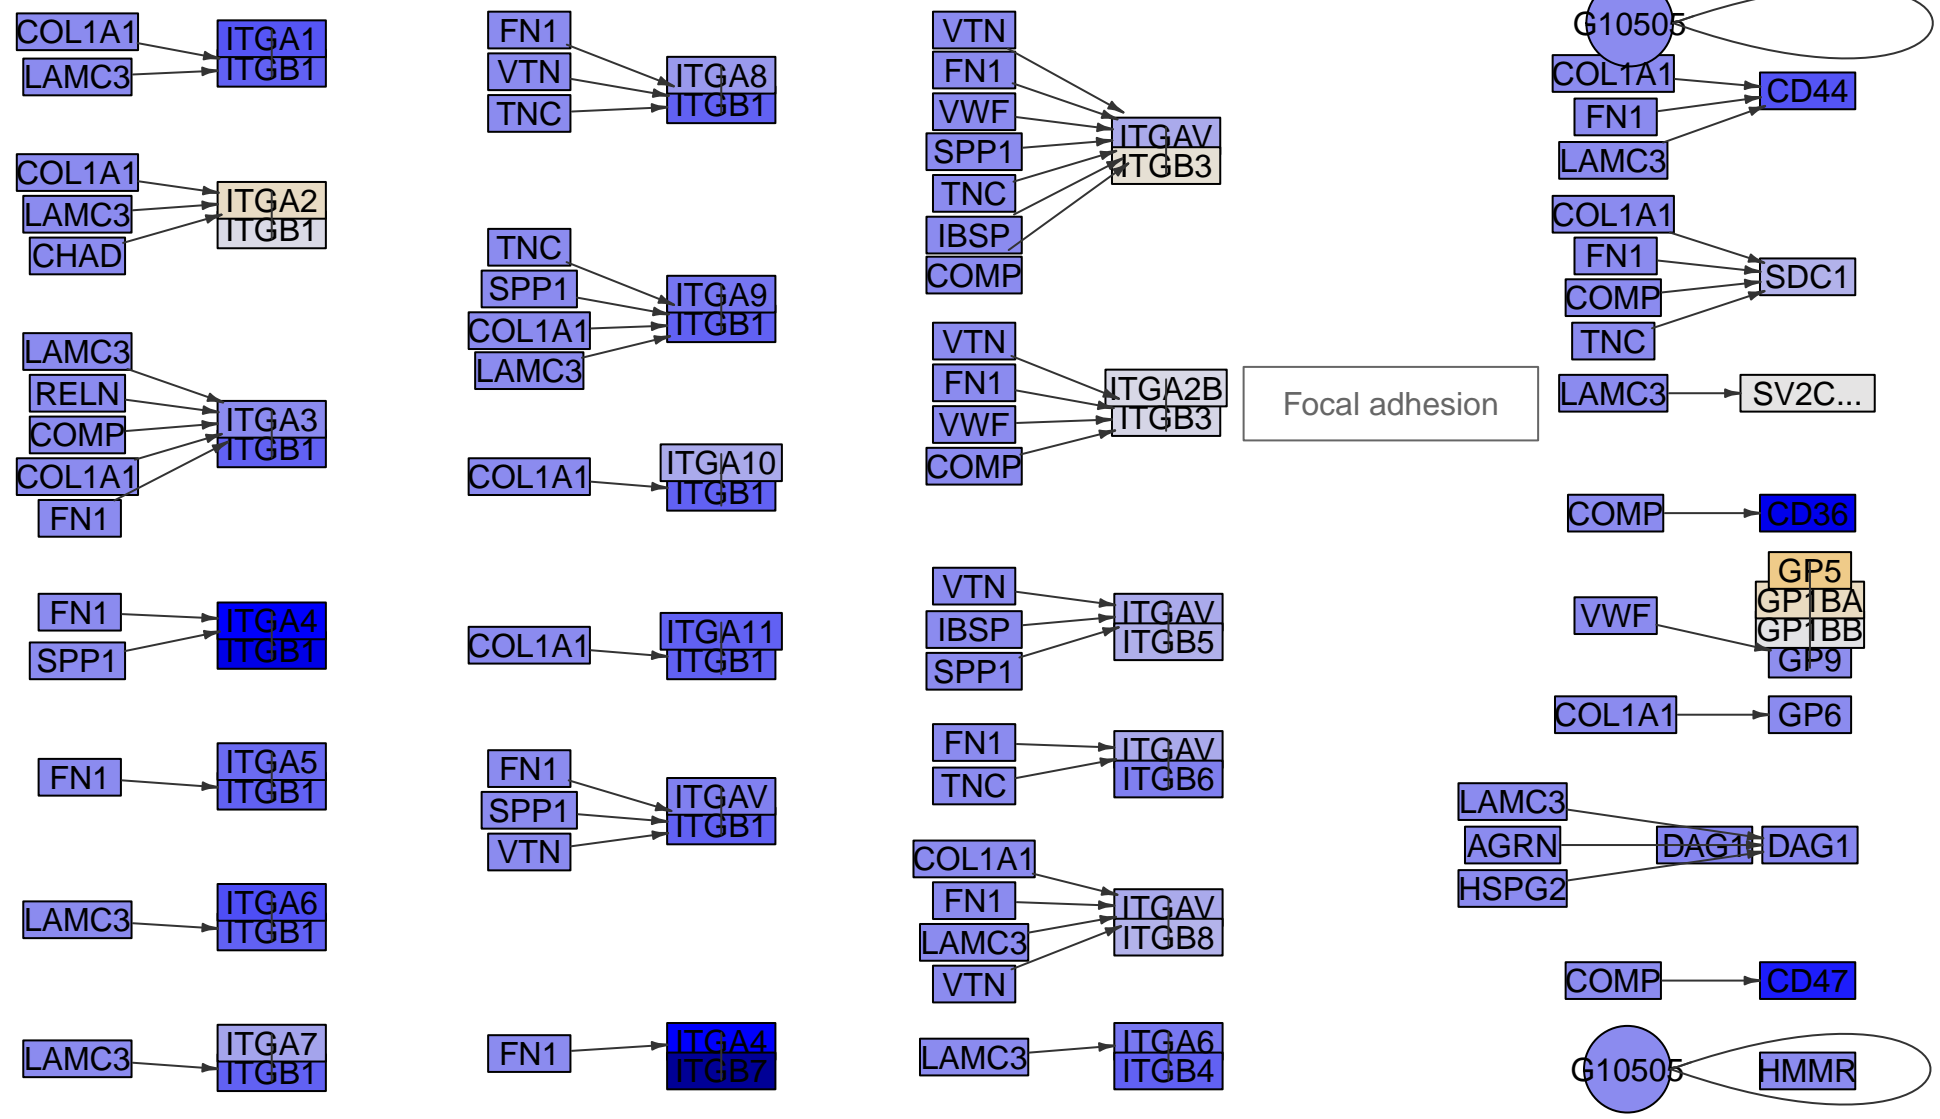 COL1A1
LAMC3
ITGA1
ITGB1
COL1A1
LAMC3
CHAD
ITGA2
ITGB1
LAMC3
RELN
COMP
COL1A1
FN1
ITGA3
ITGB1
FN1
SPP1
ITGA4
ITGB1
FN1
ITGA5
ITGB1
LAMC3
ITGA6
ITGB1
LAMC3
ITGA7
ITGB1
FN1
VTN
TNC
ITGA8
ITGB1
TNC
SPP1
COL1A1
LAMC3
ITGA9
ITGB1
COL1A1
ITGA10
ITGB1
COL1A1
ITGA11
ITGB1
FN1
SPP1
VTN
ITGAV
ITGB1
FN1
ITGA4
ITGB7
VTN
FN1
VWF
SPP1
TNC
IBSP
COMP
ITGAV
ITGB3
VTN
FN1
VWF
COMP
ITGA2B
ITGB3
Focal adhesion
VTN
IBSP
SPP1
ITGAV
ITGB5
FN1
TNC
ITGAV
ITGB6
COL1A1
FN1
LAMC3
VTN
ITGAV
ITGB8
LAMC3
ITGA6
ITGB4
G10505
COL1A1
FN1
LAMC3
CD44
COL1A1
FN1
COMP
TNC
SDC1
LAMC3
SV2C...
COMP
CD36
VWF
GP5
GP1BA
GP1BB
GP9
COL1A1
GP6
LAMC3
AGRN
HSPG2
DAG1
DAG1
COMP
CD47
G10505
HMMR